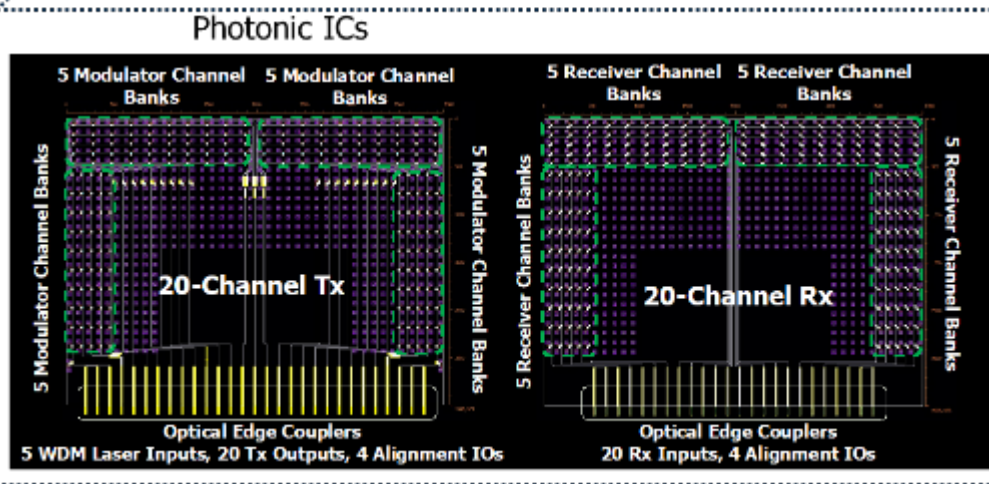 Photonic ICs
5 Modulator Channel Banks
5 Modulator Channel Banks
5 Modulator Channel Banks
5 Modulator Channel Banks
20-Channel Tx
Optical Edge Couplers
5 WDM Laser Inputs, 20 Tx Outputs, 4 Alignment IOs
5 Receiver Channel Banks
5 Receiver Channel Banks
5 Receiver Channel Banks
5 Receiver Channel Banks
20-Channel Rx
Optical Edge Couplers
20 Rx Inputs, 4 Alignment IOs